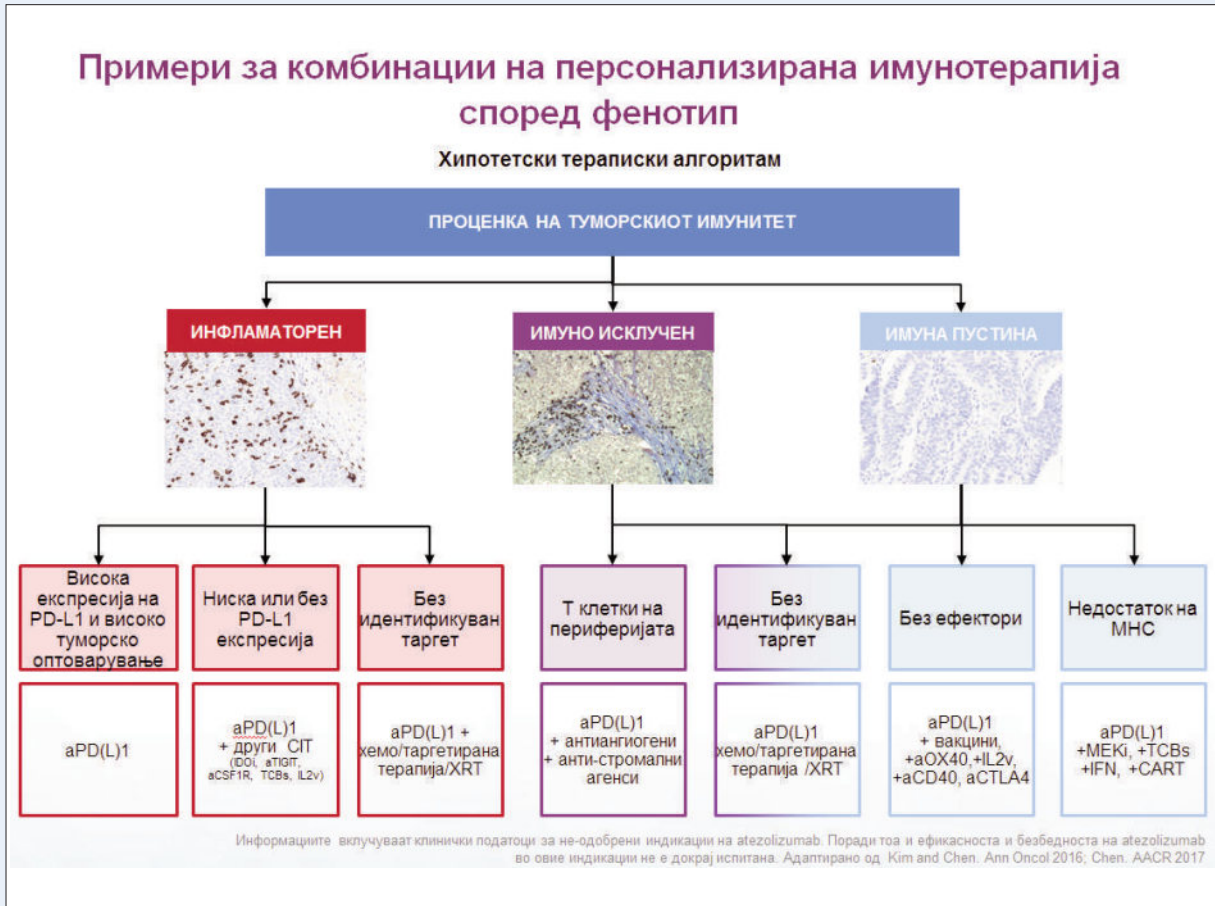 Примери за комбинации на персонализирана имунотерапија
според фенотип
Хипотетски тераписки алгоритам
ПРОЦЕНКА НА ТУМОРСКИОТ ИМУНИТЕТ
ИНФЛАМАТОРЕН
ИМУНО ИСКЛУЧЕН
ИМУНА ПУСТИНА
Висока
експресија на
PD-L1 и високо
туморско
оптоварување
Ниска или без
PD-L1
експресија
Без
идентификуван
таргет
Т клетки на
периферијата
Без
идентификуван
таргет
Без ефектори
Недостаток на
МНС
aPD(L)1
aPD(L)1
+ други CIT
(IDOi, aTIGIT,
aCSF1R, TCBs, IL2v)
aPD(L)1 +
хемо/таргетирана
терапија/XRT
aPD(L)1
+ антиангиогени
+ анти-стромални
агенси
aPD(L)1
хемо/таргетирана
терапија /XRT
aPD(L)1
+ вакцини,
+aOX40,+IL2v,
+aCD40, aCTLA4
aPD(L)1
+MEKi, +TCBs
+IFN, +CART
Информациите вклучуваат клинички податоци за не-одобрени индикации на atezolizumab. Поради тоа и ефикасноста и безбедноста на atezolizumab
во овие индикации не е докрај испитана. Адаптирано од Kim and Chen. Ann Oncol 2016; Chen. AACR 2017